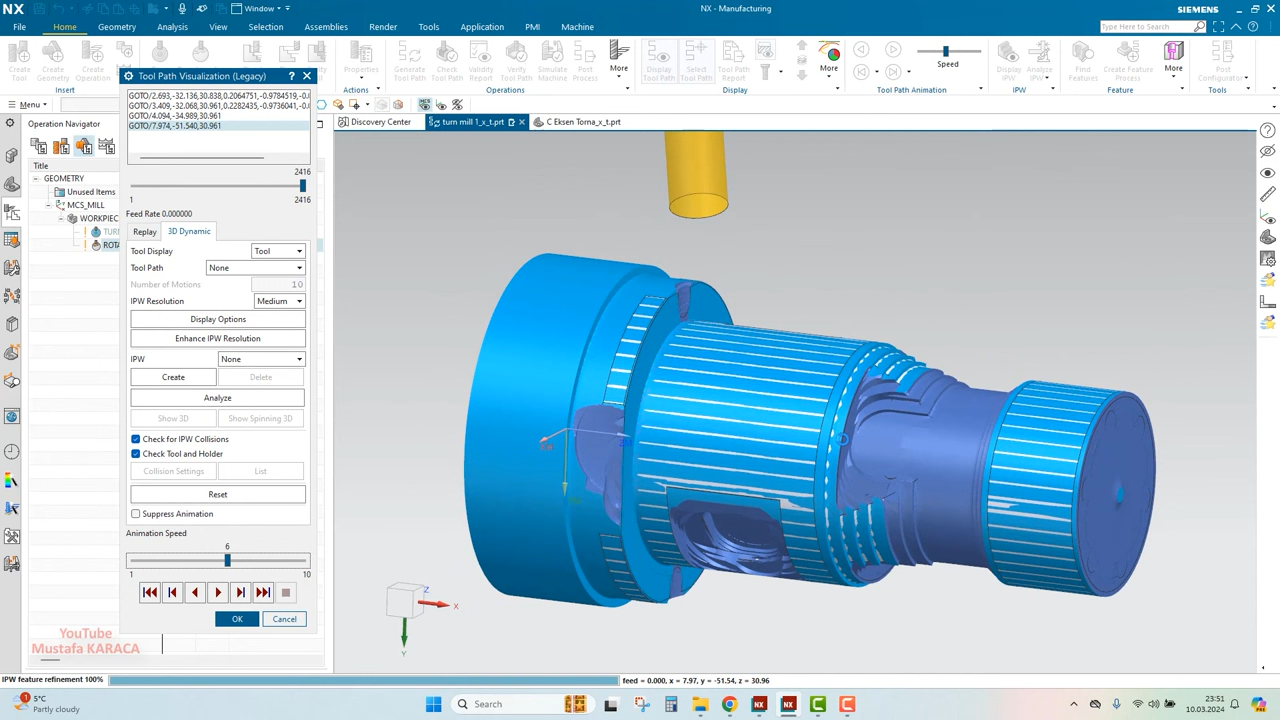 NX
Window
NX - Manufacturing
SIEMENS
File
Home
Geometry
Analysis
View
Selection
Assemblies
Render
Tools
Application
PMI
Machine
Type Here to Search
Create Tool
Create Geometry
Create Operation
Properties
Actions
Generate Path
Validity Report
Verify Path
Simulate Machine
Post Process
More
Operations
Display Tool Path
Select Tool Path
Tool Path Report
More
Speed
Tool Path Animation
Display IPW
Analyze IPW
IPW
Find Features
Create Feature Process
More
Feature
Post Configurator
Tools
Menu
Tool Path Visualization (Legacy)
GOTO/2.693,-32.136,30.838,0.2064751,-0.9784519,-0
GOTO/3.409,-32.068,30.961,0.2282435,-0.9736041,-0.
GOTO/4.094,-34.989,30.961
GOTO/7.974,-51.540,30.961
2416
1
2416
Feed Rate 0.000000
Replay
3D Dynamic
Tool Display
Tool
Tool Path
None
Number of Motions
10
IPW Resolution
Medium
Display Options
Enhance IPW Resolution
IPW
None
Create
Delete
Analyze
Show 3D
Show Spinning 3D
Check for IPW Collisions
Check Tool and Holder
Collision Settings
List
Reset
Suppress Animation
Animation Speed
6
1
10
OK
Cancel
Operation Navigator
Title
GEOMETRY
Unused Items
MCS_MILL
WORKPIEC
TUR
ROTA
Discovery Center
turn mill 1_x_t.prt
C Eksen Torna_x_t.prt
Z
X
Y
YouTube
Mustafa KARACA
IPW feature refinement 100%
feed = 0.000, x = 7.97, y = -51.54, z = 30.96
1
5°C
Partly cloudy
Search
23:51
10.03.2024